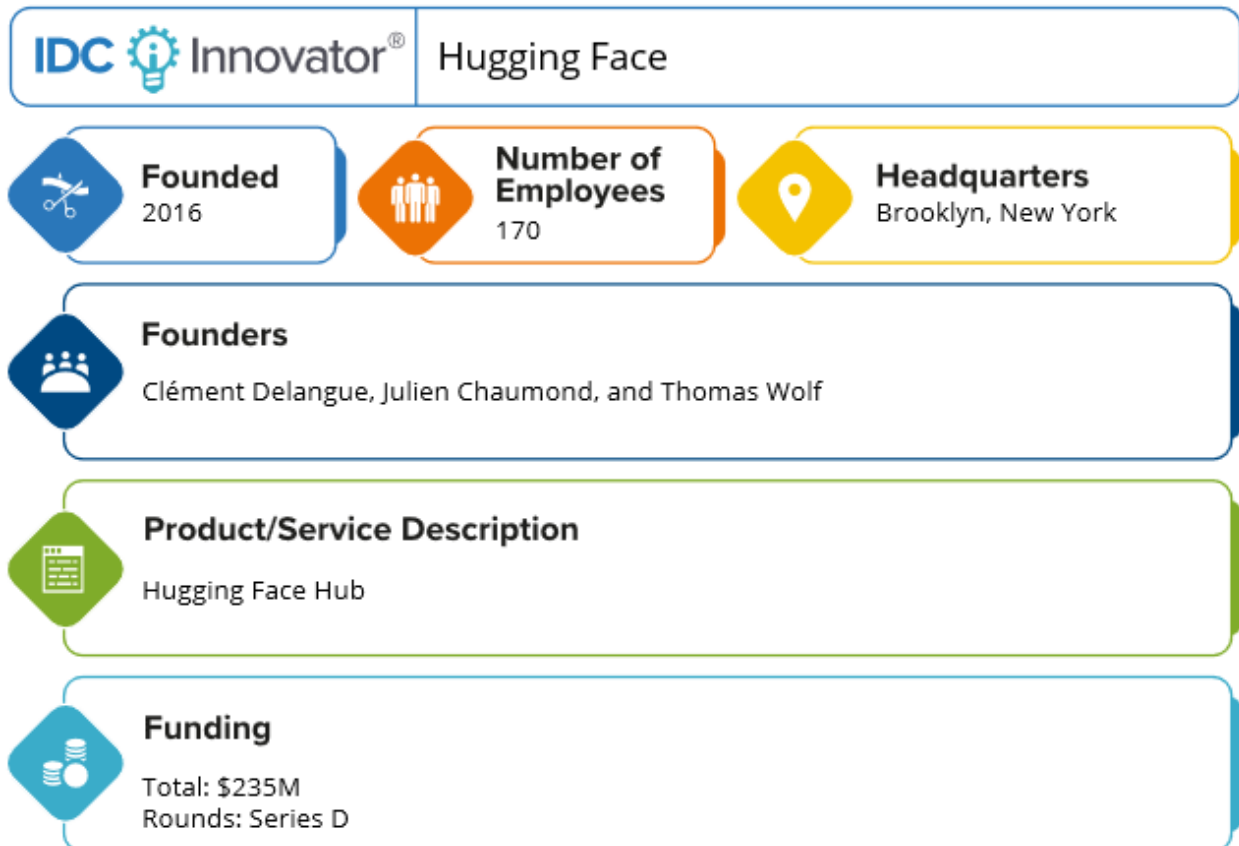 IDC Innovator® Hugging Face
Founded
2016
Number of
Employees
170
Headquarters
Brooklyn, New York
Founders
Clément Delangue, Julien Chaumond, and Thomas Wolf
Product/Service Description
Hugging Face Hub
Funding
Total: $235M
Rounds: Series D